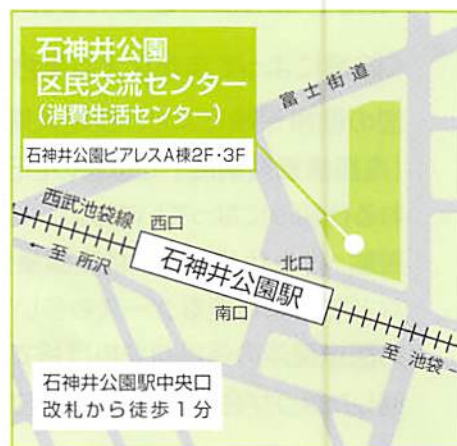 石神井公園
区民交流センター
(消費生活センター)
石神井公園ピアレスA棟2F・3F
富士街道
西武池袋線
西口
← 至 所沢
石神井公園駅
北口
南口
至 池袋 →
石神井公園駅中央口
改札から徒歩1分